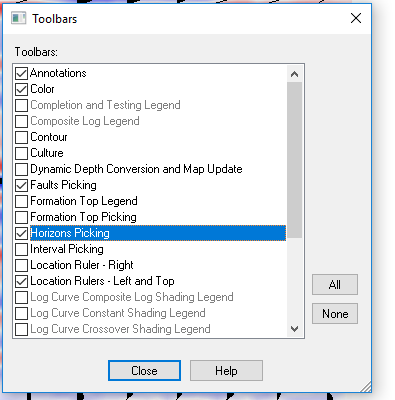 Toolbars
Toolbars:
Annotations
Color
Completion and Testing Legend
Composite Log Legend
Contour
Culture
Dynamic Depth Conversion and Map Update
Faults Picking
Formation Top Legend
Formation Top Picking
Horizons Picking
Interval Picking
Location Ruler - Right
Location Rulers - Left and Top
Log Curve Composite Log Shading Legend
Log Curve Constant Shading Legend
Log Curve Crossover Shading Legend
All
None
Close
Help